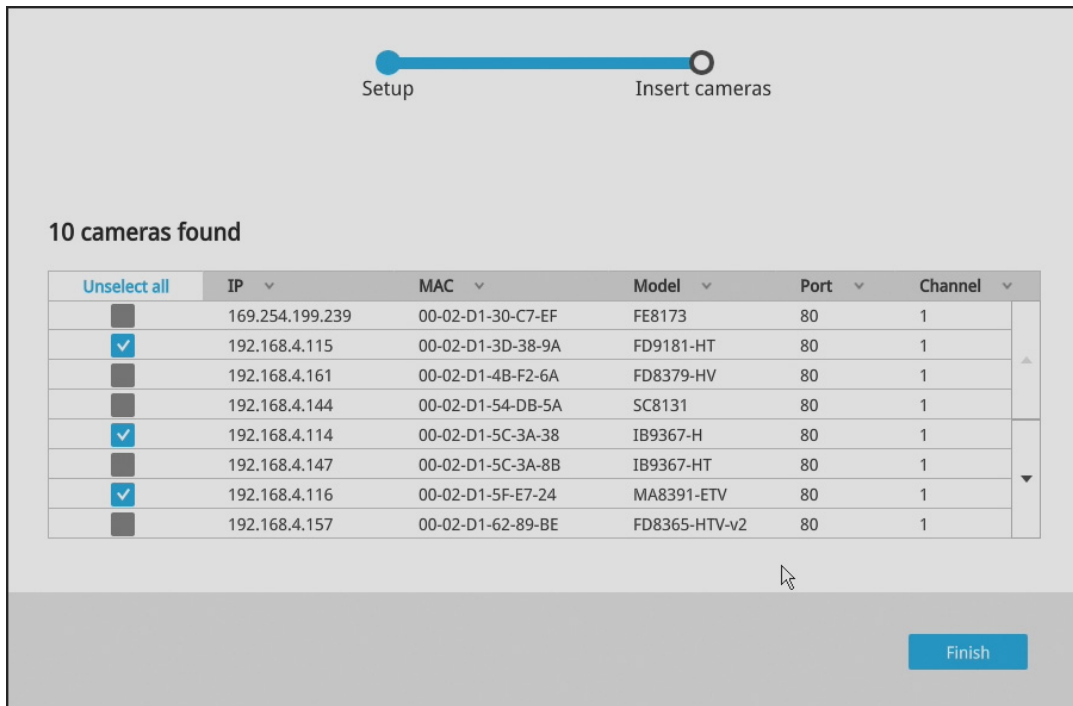 Setup Insert cameras
10 cameras found
Unselect all IP MAC Model Port Channel
169.254.199.239 00-02-D1-30-C7-EF FE8173 80 1
192.168.4.115 00-02-D1-3D-38-9A FD9181-HT 80 1
192.168.4.161 00-02-D1-4B-F2-6A FD8379-HV 80 1
192.168.4.144 00-02-D1-54-DB-5A SC8131 80 1
192.168.4.114 00-02-D1-5C-3A-38 IB9367-H 80 1
192.168.4.147 00-02-D1-5C-3A-8B IB9367-HT 80 1
192.168.4.116 00-02-D1-5F-E7-24 MA8391-ETV 80 1
192.168.4.157 00-02-D1-62-89-BE FD8365-HTV-v2 80 1
Finish